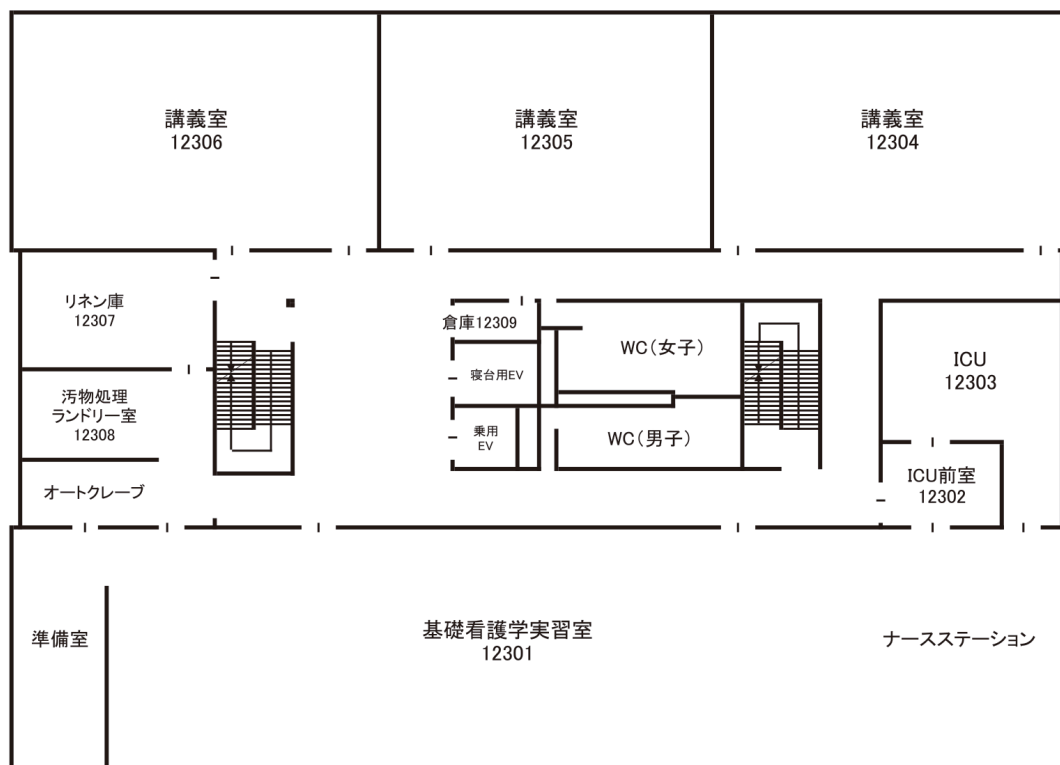 講義室
12306
講義室
12305
講義室
12304
リネン庫
12307
倉庫12309
WC(女子)
ICU
12303
寝台用EV
汚物処理
ランドリー室
12308
乗用
EV
WC(男子)
ICU前室
12302
オートクレーブ
準備室
基礎看護学実習室
12301
ナースステーション